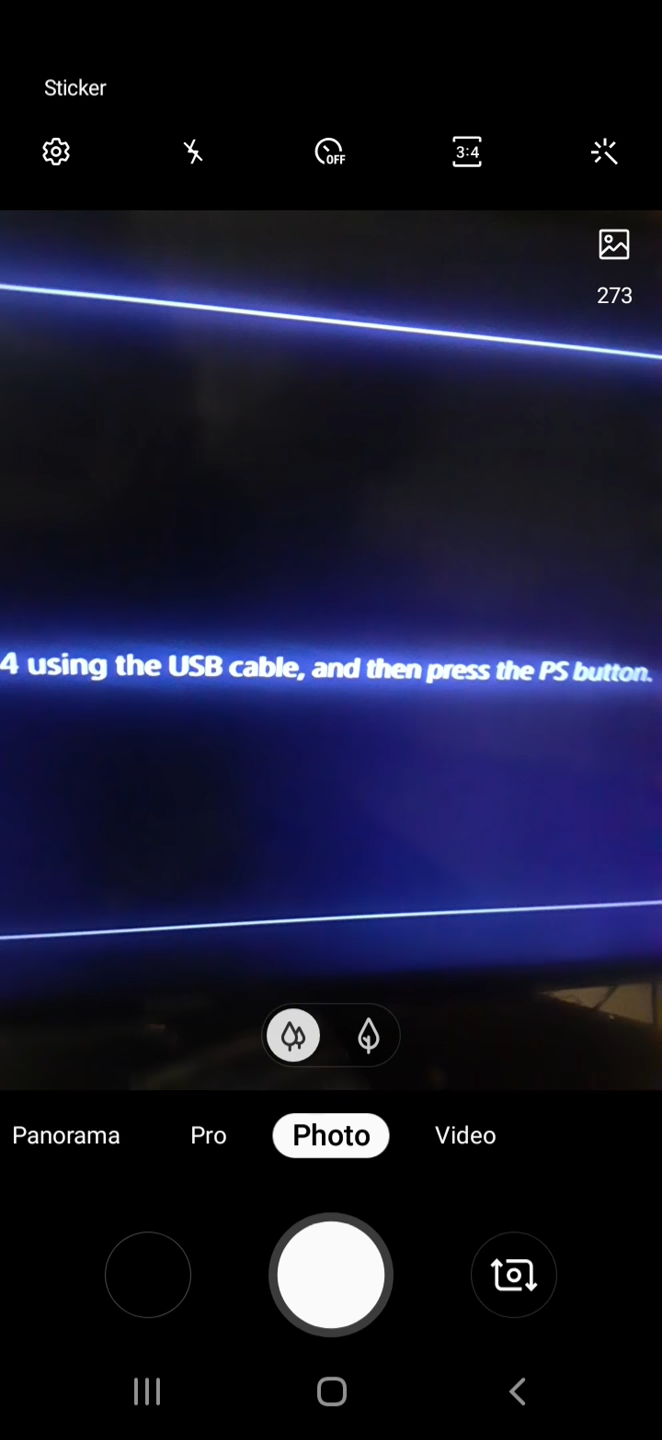 Sticker
OFF
3:4
273
4 using the USB cable, and then press the PS button.
Panorama Pro Photo Video